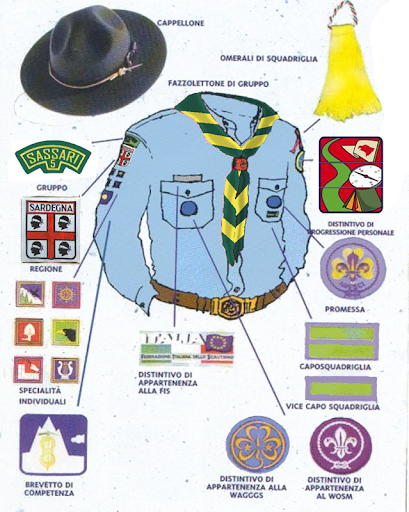 CAPPELLONE
OMERALI DI SQUADRIGLIA
FAZZOLETTONE DI GRUPPO
SASSARI
5
GRUPPO
SARDEGNA
REGIONE
DISTINTIVO DI
PROGRESSIONE PERSONALE
PROMESSA
ITALIA
FEDERAZIONE ITALIANA DELLO SCAUTISMO
DISTINTIVO DI
APPARTENENZA
ALLA FIS
CAPOSQUADRIGLIA
VICE CAPO SQUADRIGLIA
SPECIALITÀ
INDIVIDUALI
BREVETTO DI
COMPETENZA
DISTINTIVO DI
APPARTENENZA ALLA
WAGGGS
DISTINTIVO DI
APPARTENENZA
AL WOSM